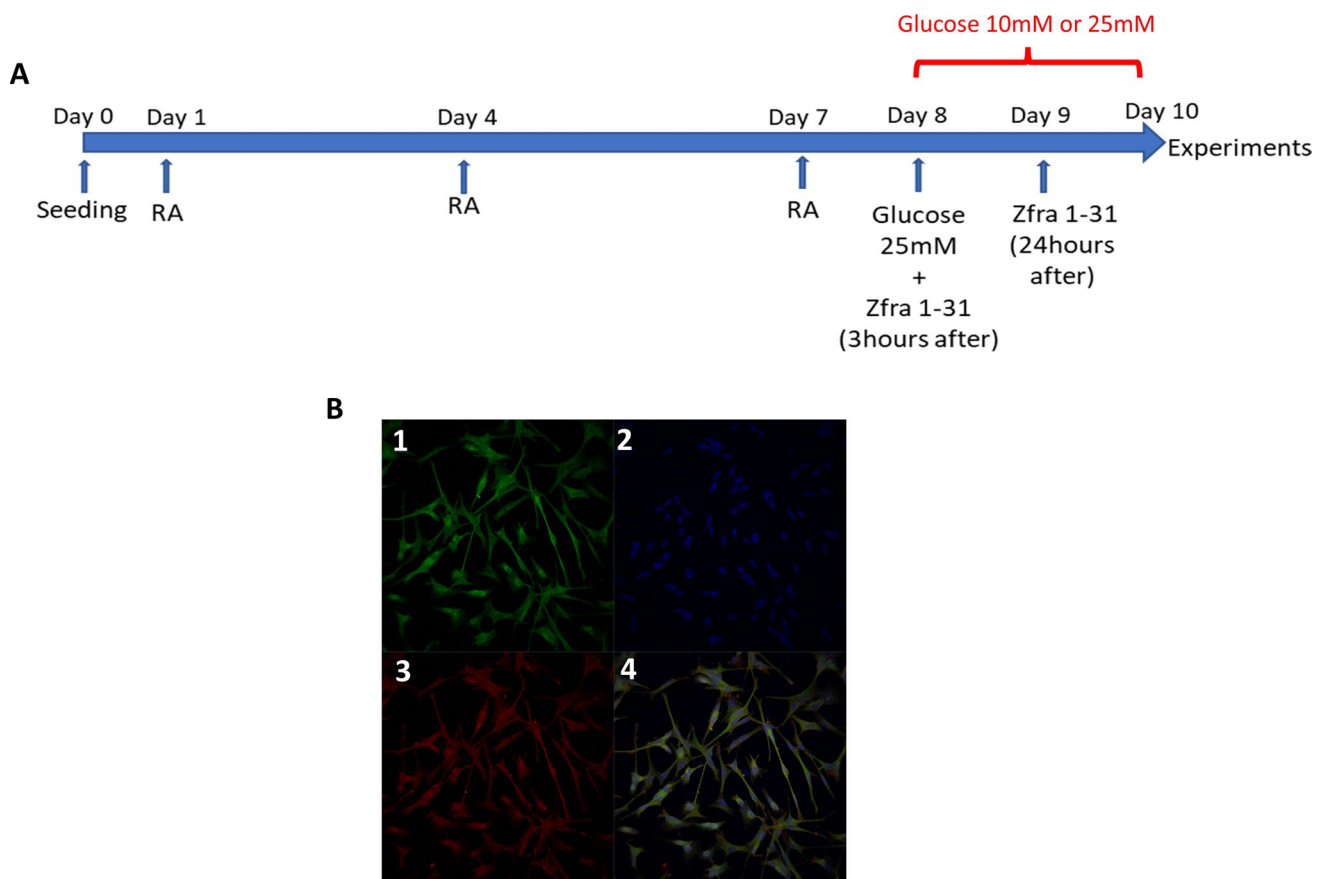 Glucose 10mM or 25mM
A
Day 0
Day 1
Day 4
Day 7
Day 8
Day 9
Day 10
Experiments
Seeding
RA
RA
RA
Glucose
25mM
+
Zfra 1-31
(3hours after)
Zfra 1-31
(24hours
after)
B
1
2
3
4